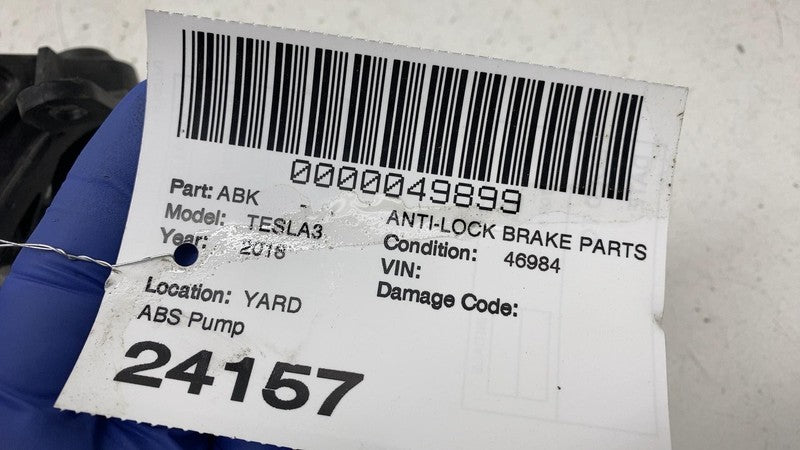 0000049899
Part: ABK -
ANTI-LOCK BRAKE PARTS
Model: TESLA3
Condition: 46984
Year: 2018
VIN:
Location: YARD
Damage Code:
ABS Pump
24157